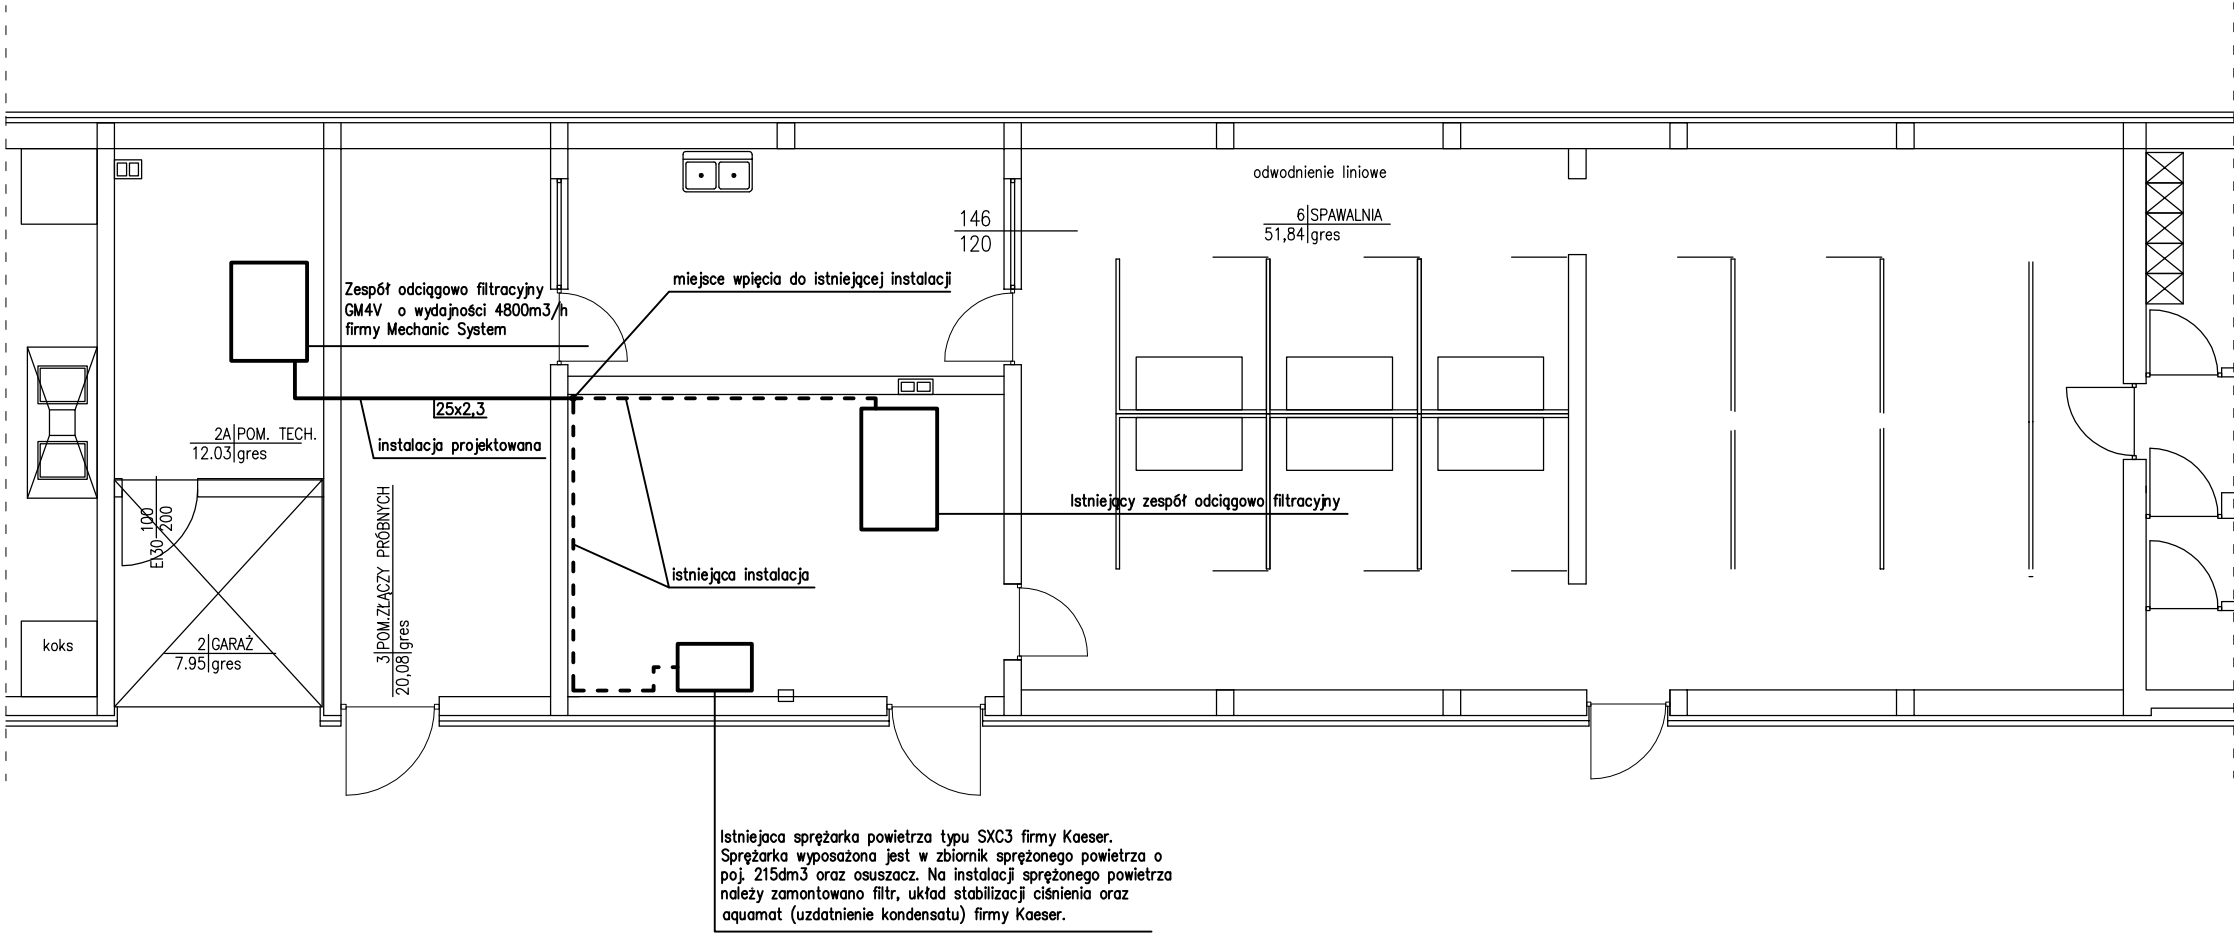 odwodnienie liniowe
6 SPAWALNIA
51,84 gres
146
120
miejsce wpięcia do istniejącej instalacji
Zespół odciągowo filtracyjny
GM4V o wydajności 4800m3/h
firmy Mechanic System
25x2,3
instalacja projektowana
2A POM. TECH.
12.03 gres
Istniejący zespół odciągowo filtracyjny
EI30
100
200
3 POM.ZŁĄCZY PRÓBNYCH
20,08 gres
istniejąca instalacja
koks
2 GARAŻ
7.95 gres
Istniejaca sprężarka powietrza typu SXC3 firmy Kaeser.
Sprężarka wyposażona jest w zbiornik sprężonego powietrza o
poj. 215dm3 oraz osuszacz. Na instalacji sprężonego powietrza
należy zamontowano filtr, układ stabilizacji ciśnienia oraz
aquamat (uzdatnienie kondensatu) firmy Kaeser.